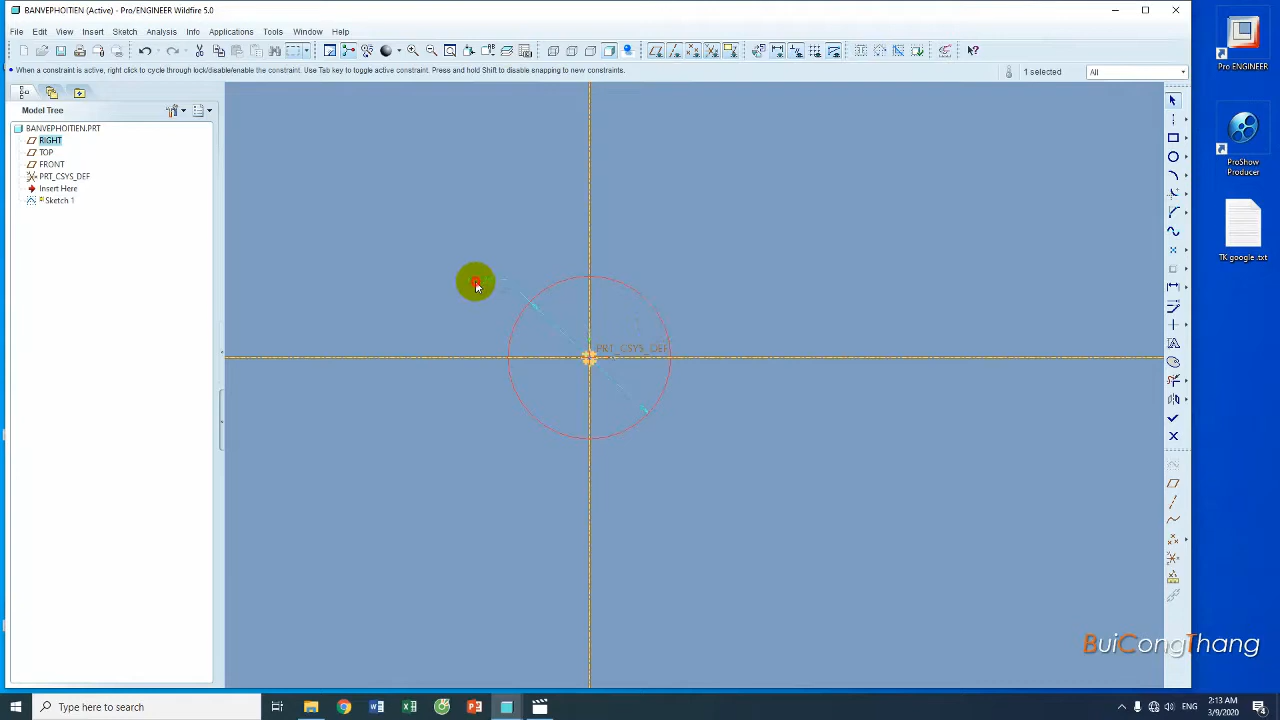 BANVEPHOITIEN (Active) - Pro/ENGINEER Wildfire 5.0
File Edit View Insert Sketch Analysis Info Applications Tools Window Help
When a constraint is active, right click to cycle through lock/disable/enable the constraint. Use Tab key to toggle active constraint. Press and hold Shift to disable snapping to new constraints.
1 selected
All
Model Tree
BANVEPHOITIEN.PRT
RIGHT
TOP
FRONT
PRT_CSYS_DEF
Insert Here
Sketch 1
PRT_CSYS_DEF
Pro ENGINEER
ProShow
Producer
TK google .txt
BuiCongThang
Type here to search
ENG
2:13 AM
3/9/2020